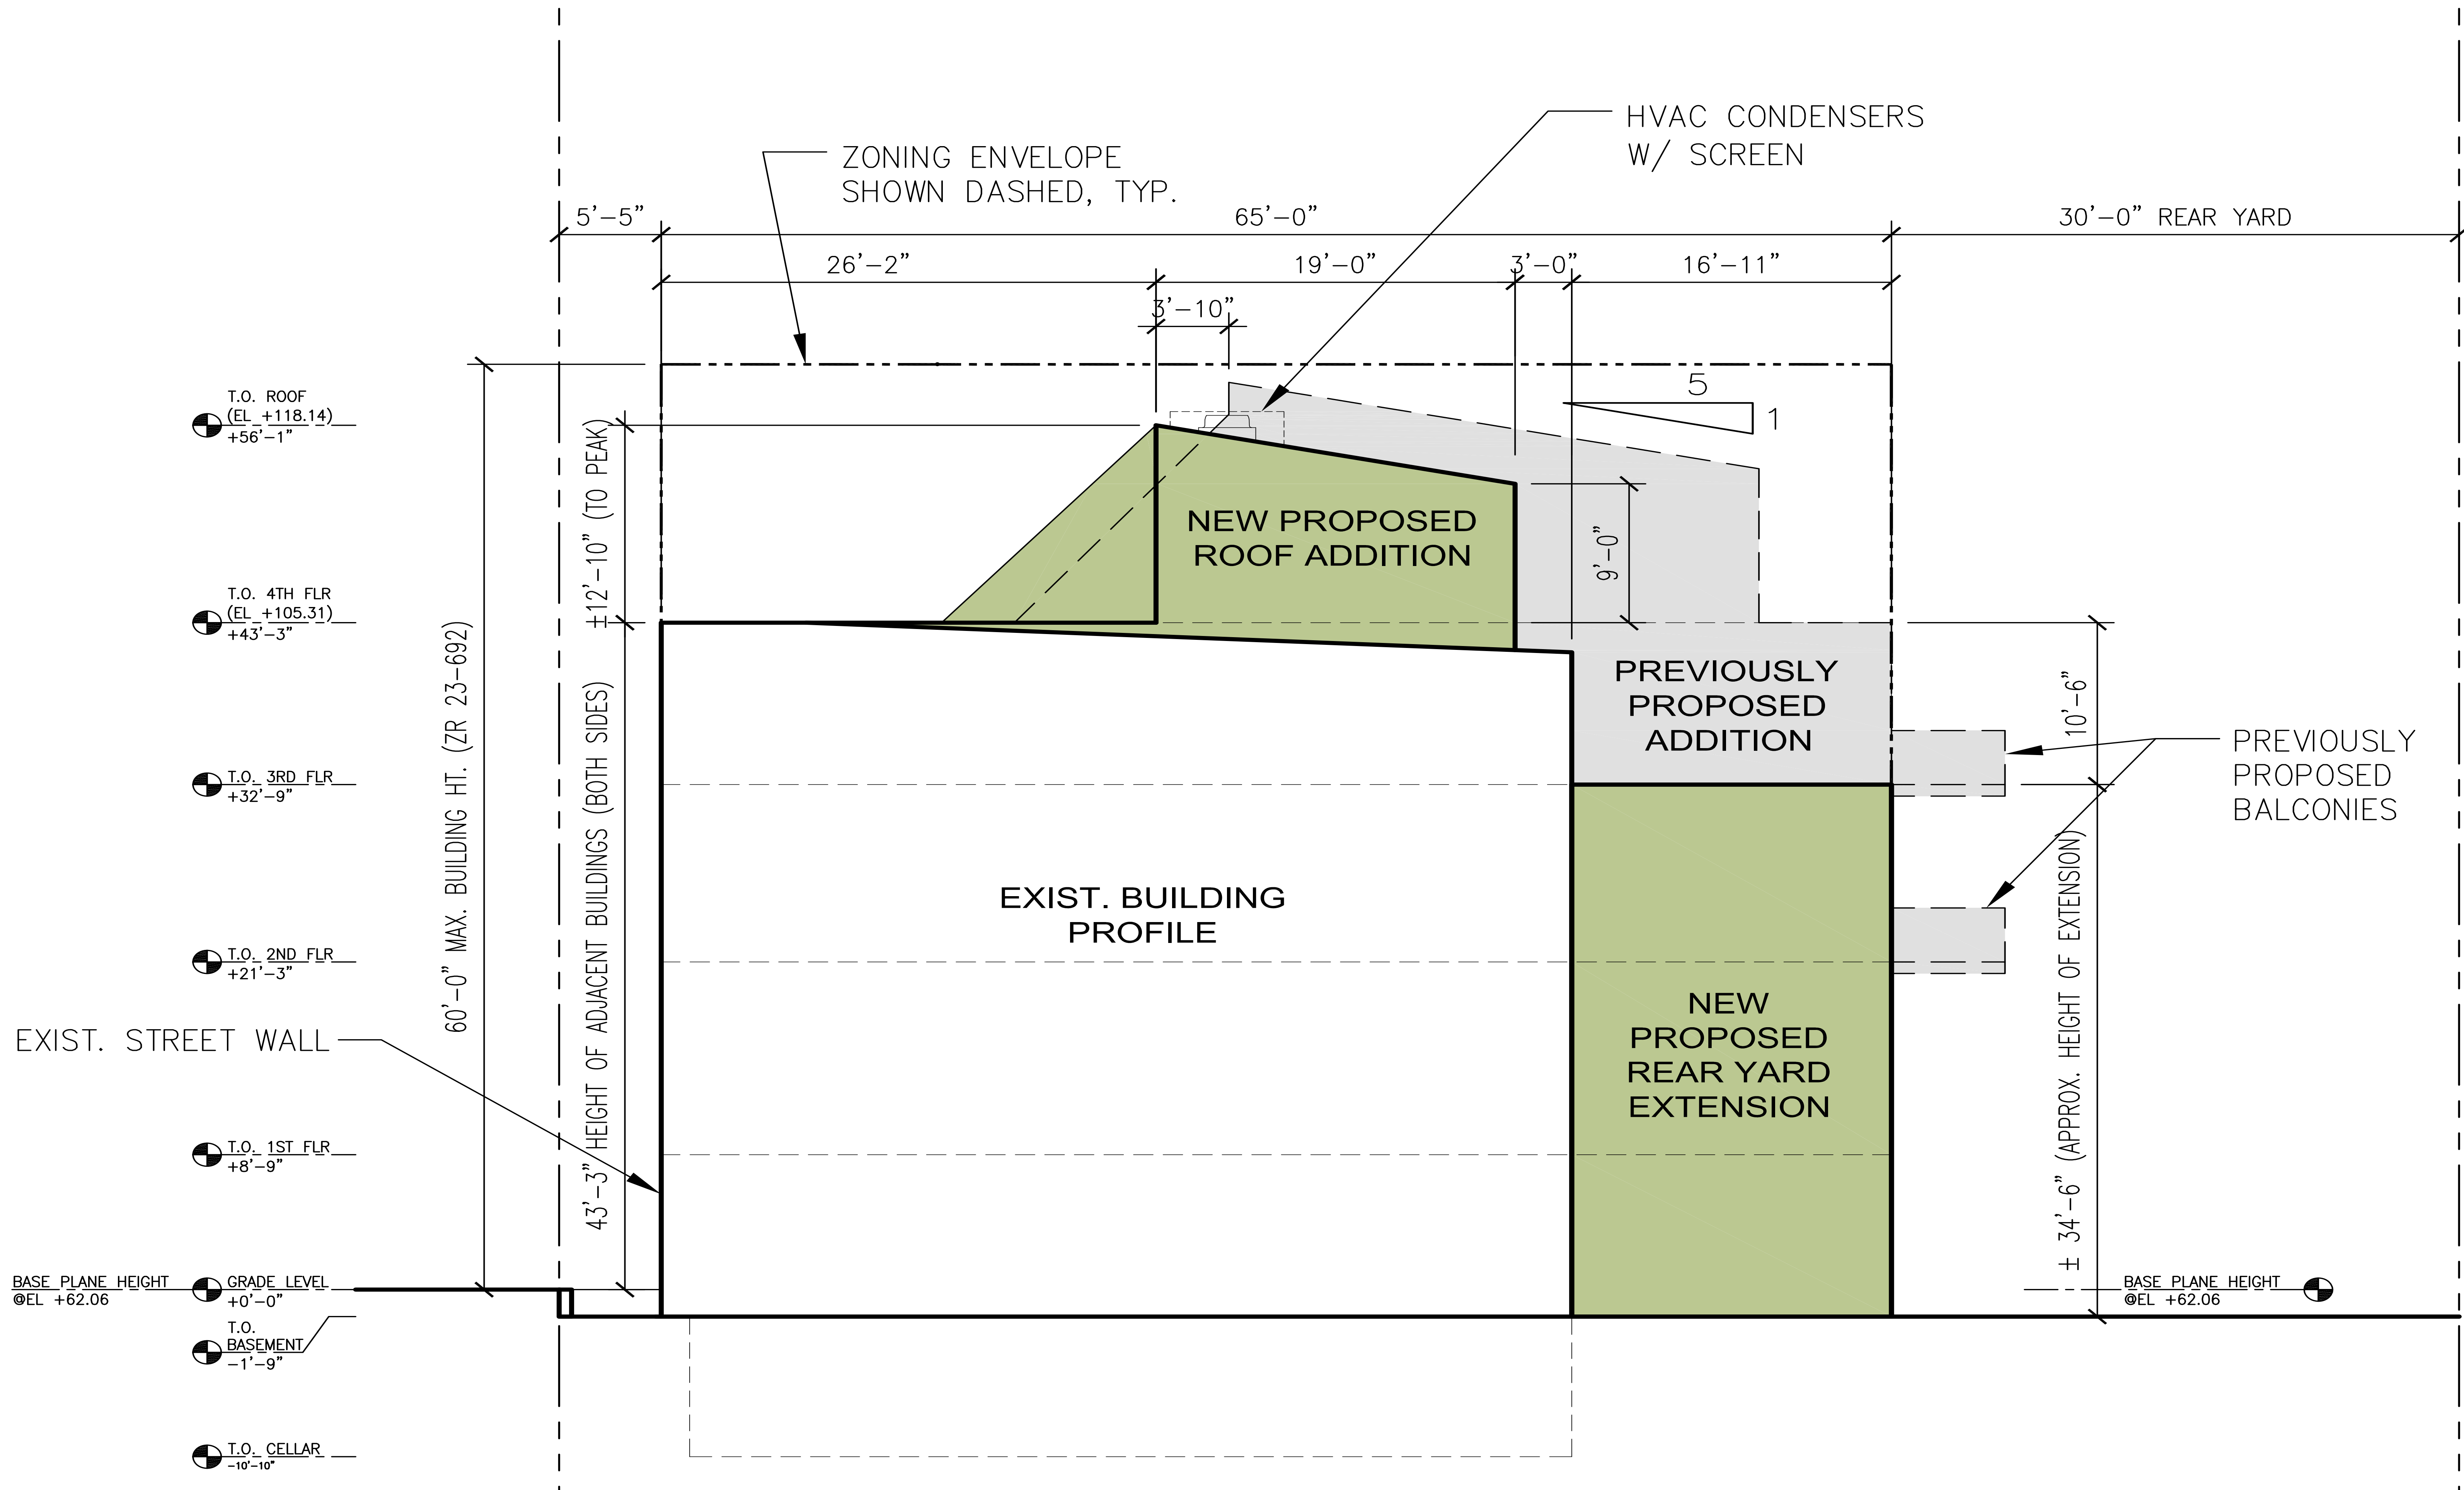 HVAC CONDENSERS
W/ SCREEN
ZONING ENVELOPE
SHOWN DASHED, TYP.
5'-5"
65'-0"
30'-0" REAR YARD
26'-2"
19'-0"
3'-0"
16'-11"
3'-10"
5
1
T.O. ROOF
(EL +118.14)
+56'-1"
±12'-10" (TO PEAK)
NEW PROPOSED
ROOF ADDITION
9'-0"
T.O. 4TH FLR
(EL +105.31)
+43'-3"
60'-0" MAX. BUILDING HT. (ZR 23-692)
43'-3" HEIGHT OF ADJACENT BUILDINGS (BOTH SIDES)
PREVIOUSLY
PROPOSED
ADDITION
10'-6"
PREVIOUSLY
PROPOSED
BALCONIES
T.O. 3RD FLR
+32'-9"
EXIST. BUILDING
PROFILE
± 34'-6" (APPROX. HEIGHT OF EXTENSION)
T.O. 2ND FLR
+21'-3"
NEW
PROPOSED
REAR YARD
EXTENSION
EXIST. STREET WALL
T.O. 1ST FLR
+8'-9"
BASE PLANE HEIGHT
@EL +62.06
GRADE LEVEL
+0'-0"
BASE PLANE HEIGHT
@EL +62.06
T.O.
BASEMENT
-1'-9"
T.O. CELLAR
-10'-10"